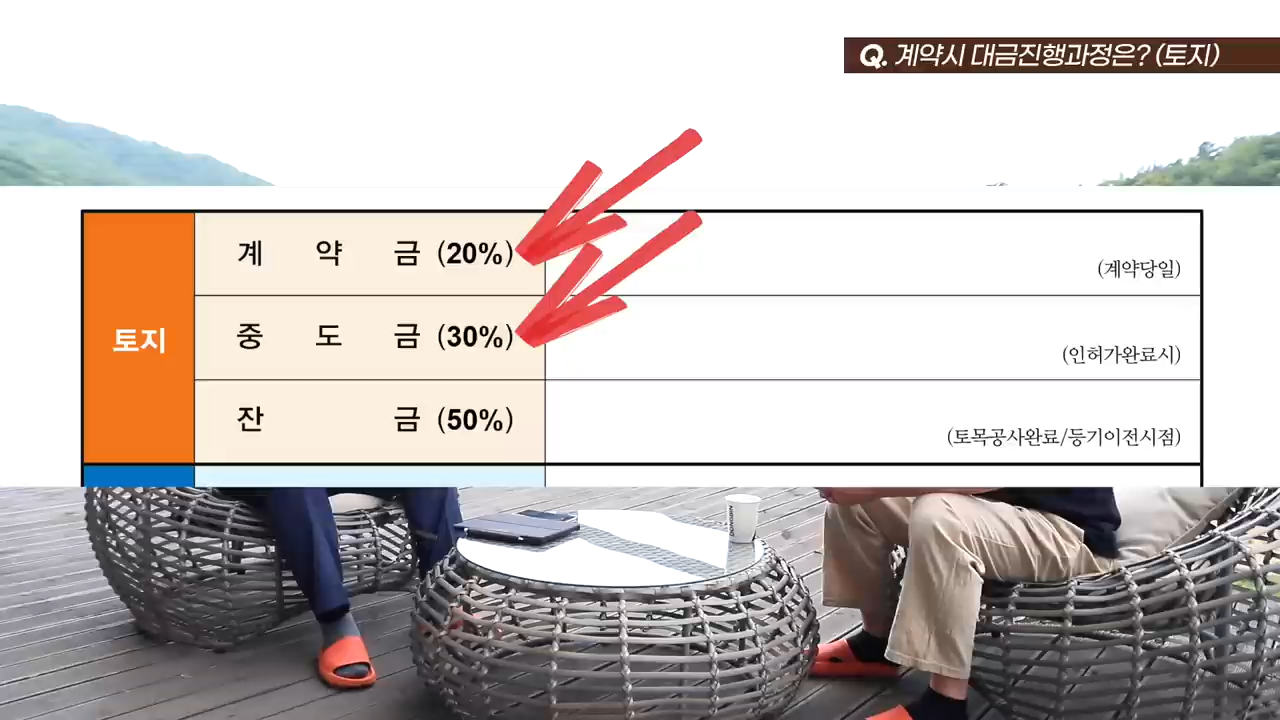 Q. 계약시 대금진행과정은? (토지)
토지
계 약 금 (20%)
(계약당일)
중 도 금 (30%)
(인허가완료시)
잔 금 (50%)
(토목공사완료/등기이전시점)